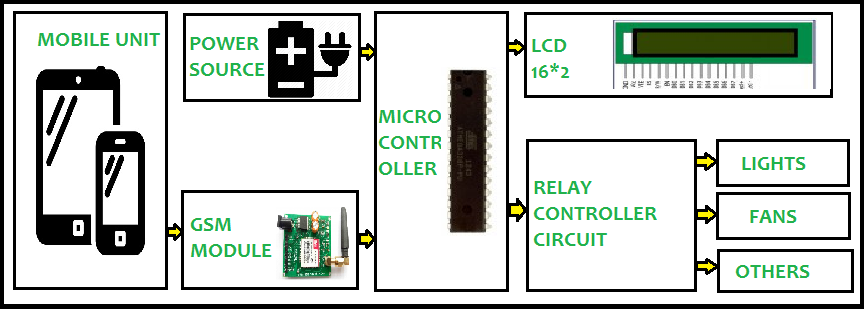 MOBILE UNIT
POWER
SOURCE
GSM
MODULE
MICRO
CONTR
OLLER
LCD
16*2
RELAY
CONTROLLER
CIRCUIT
LIGHTS
FANS
OTHERS